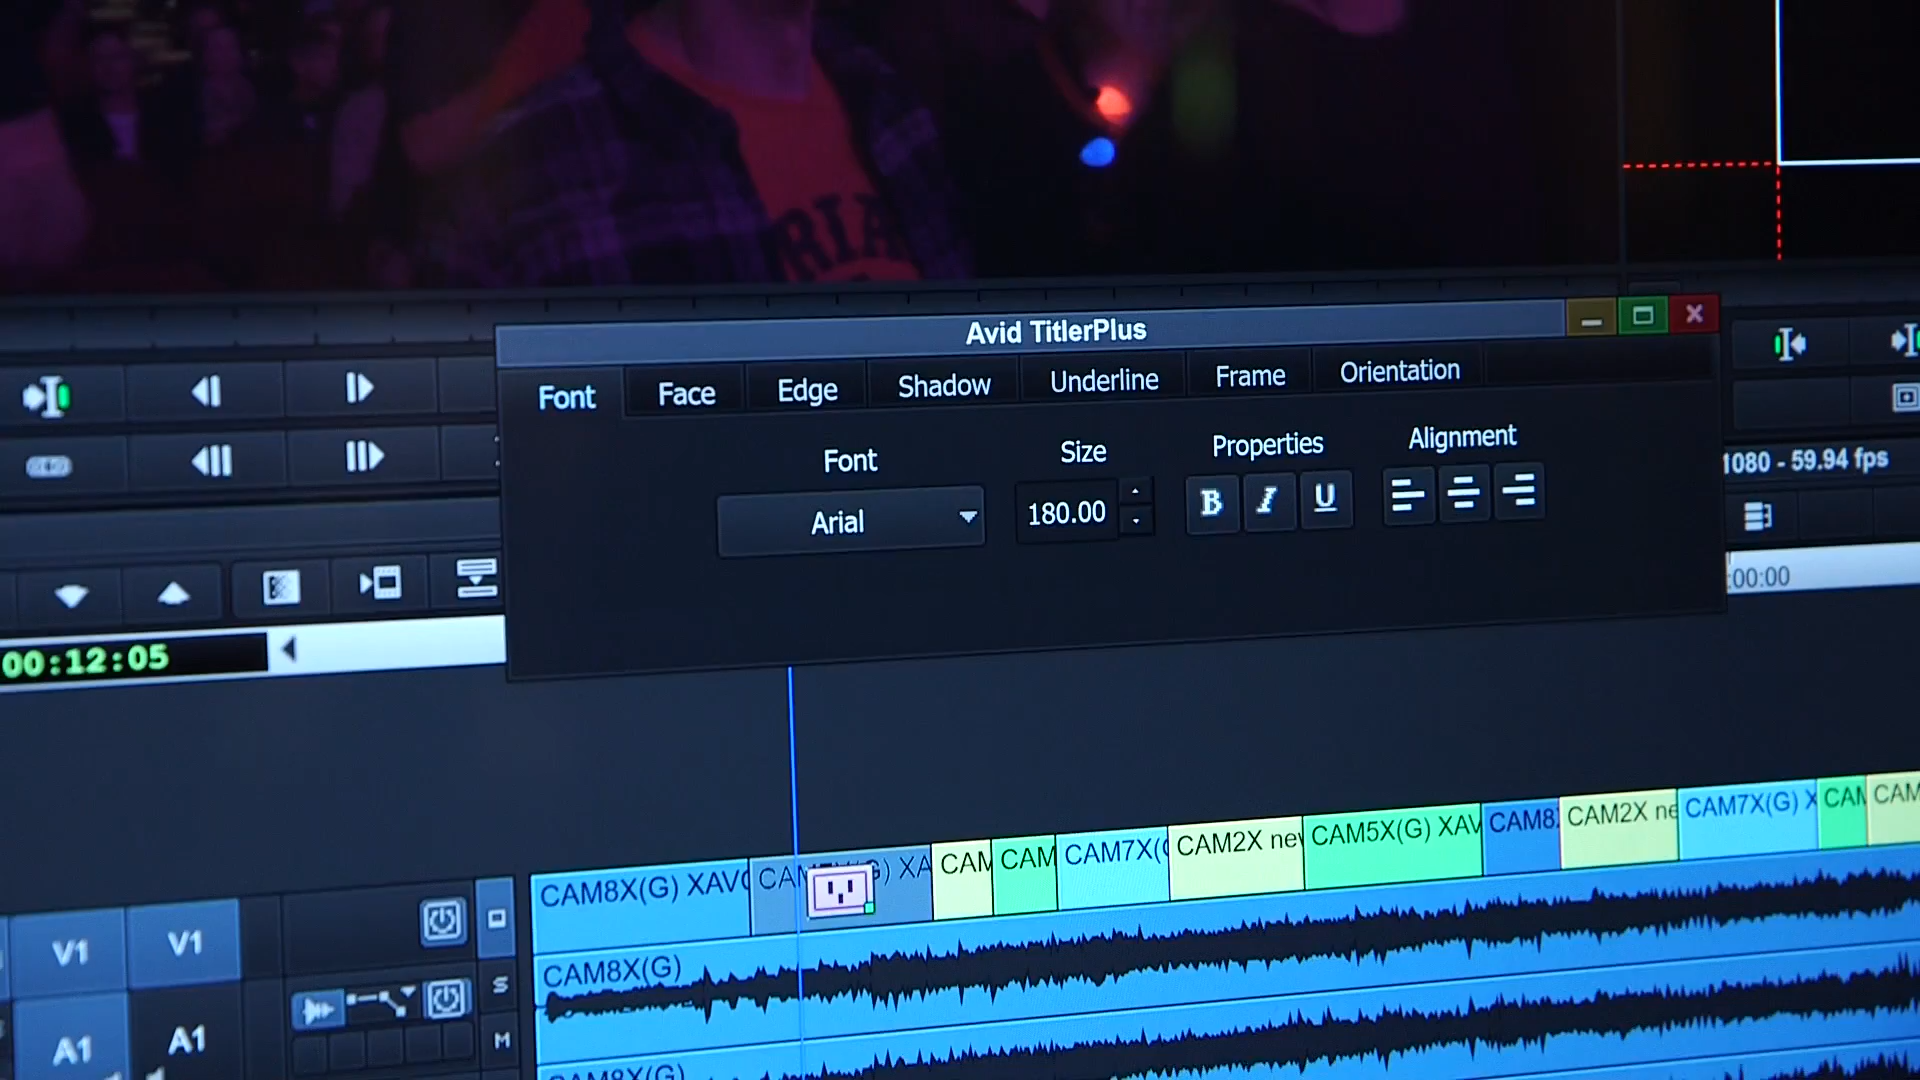 RIA
Avid TitlerPlus
Font Face Edge Shadow Underline Frame Orientation
Font Size Properties Alignment
Arial 180.00 B I U
1080 - 59.94 fps
:00:00
00:12:05
CAM8X(G) XAVC CAM7X(G) XA CAM CAM CAM7X(G CAM2X new CAM5X(G) XAV CAM8 CAM2X ne CAM7X(G) X CAM CAM
V1 V1
CAM8X(G)
S
A1 A1 M
CAM8X(G)